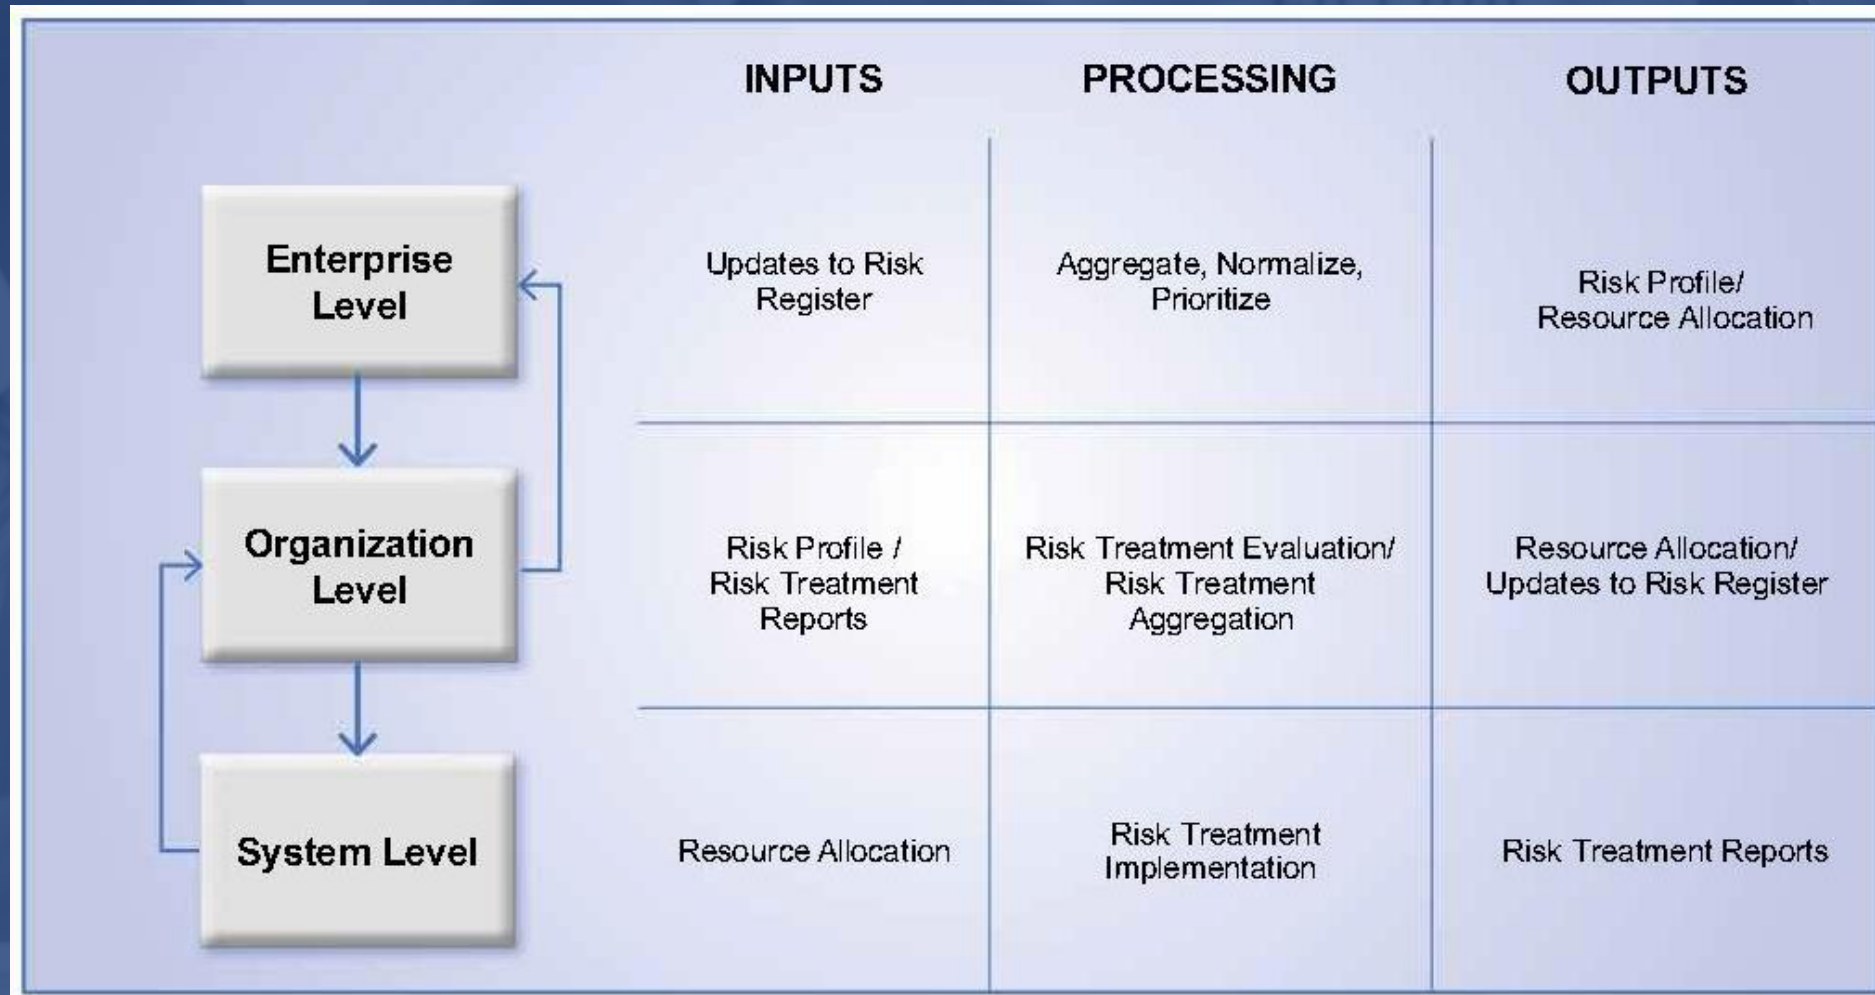 INPUTS
PROCESSING
OUTPUTS
Enterprise
Level
Updates to Risk
Register
Aggregate, Normalize,
Prioritize
Risk Profile/
Resource Allocation
Organization
Level
Risk Profile /
Risk Treatment
Reports
Risk Treatment Evaluation/
Risk Treatment
Aggregation
Resource Allocation/
Updates to Risk Register
System Level
Resource Allocation
Risk Treatment
Implementation
Risk Treatment Reports